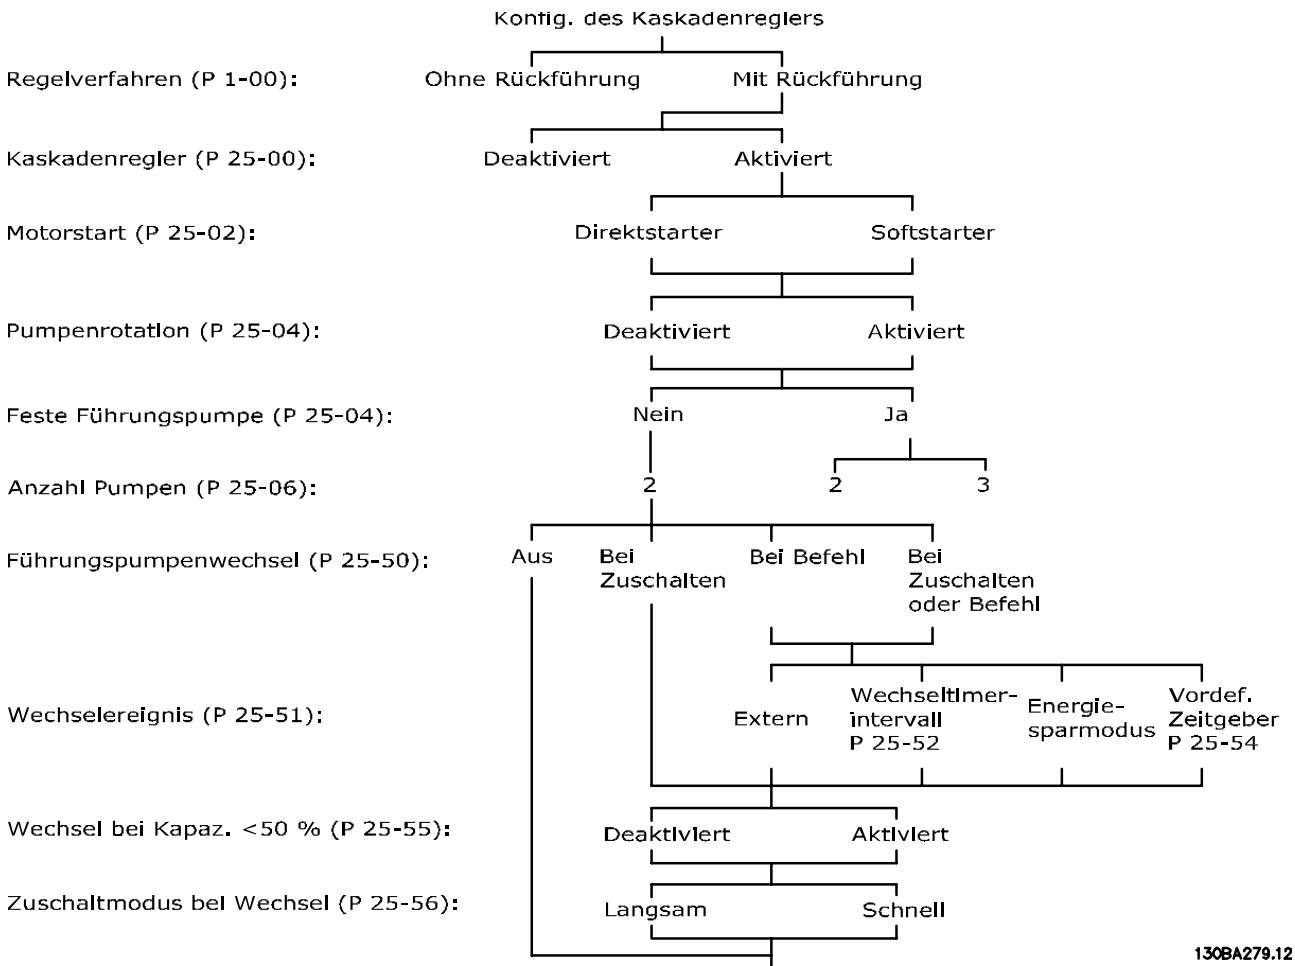 Konfig. des Kaskadenreglers
Regelverfahren (P 1-00):
Ohne Rückführung
Mit Rückführung
Kaskadenregler (P 25-00):
Deaktiviert
Aktiviert
Motorstart (P 25-02):
Direktstarter
Softstarter
Pumpenrotation (P 25-04):
Deaktiviert
Aktiviert
Feste Führungspumpe (P 25-04):
Nein
Ja
Anzahl Pumpen (P 25-06):
2
2
3
Führungspumpenwechsel (P 25-50):
Aus
Bei
Zuschalten
Bei Befehl
Bei
Zuschalten
oder Befehl
Wechselereignis (P 25-51):
Extern
Wechseltimer-
intervall
P 25-52
Energie-
sparmodus
Vordef.
Zeitgeber
P 25-54
Wechsel bei Kapaz. <50 % (P 25-55):
Deaktiviert
Aktiviert
Zuschaltmodus bei Wechsel (P 25-56):
Langsam
Schnell
130BA279.12